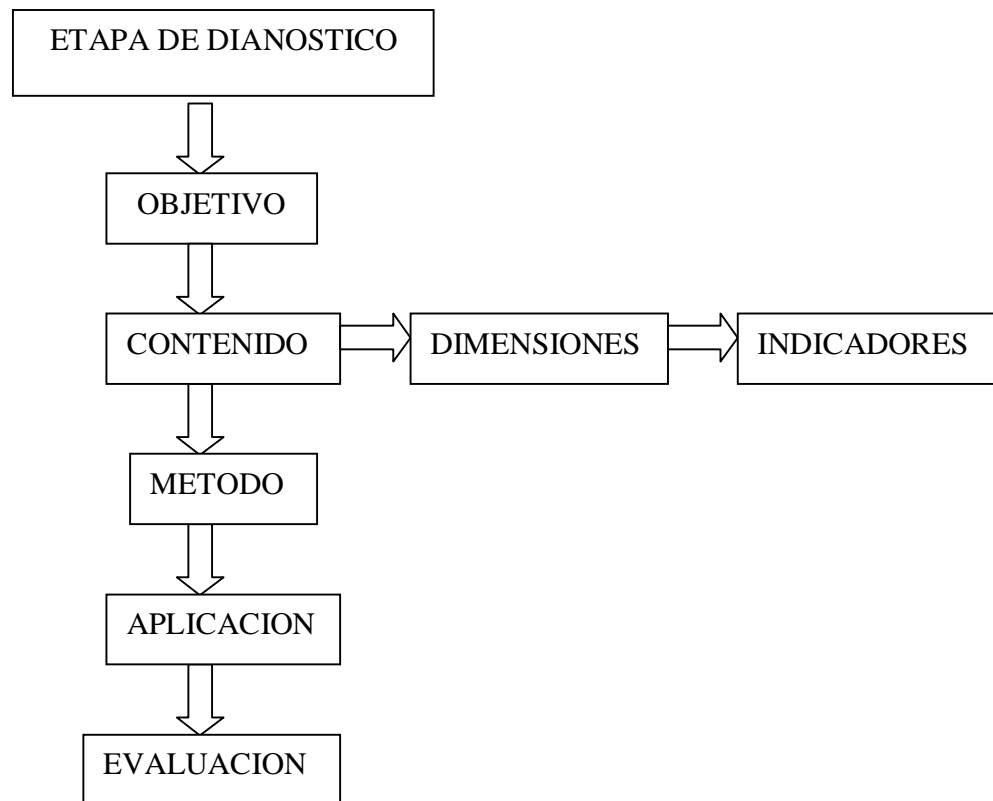 ETAPA DE DIANOSTICO
OBJETIVO
CONTENIDO
DIMENSIONES
INDICADORES
METODO
APLICACION
EVALUACION